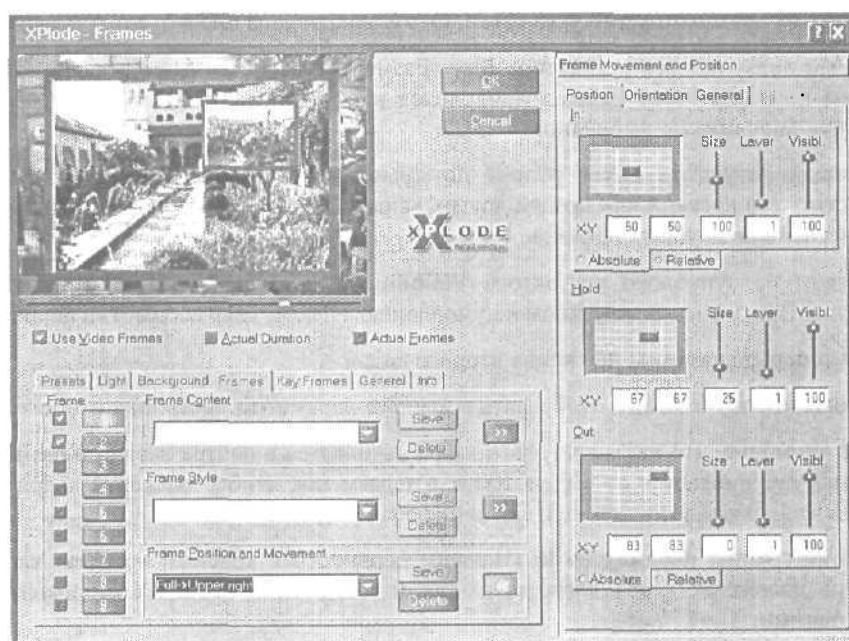 XPlode - Frames
OK
Cancel
XPLODE
Use Video Frames
Actual Duration
Actual Frames
Presets
Light
Background
Frames
Key Frames
General
Info
Frame
1
2
3
4
5
6
7
8
9
Frame Content
Save
Delete
>>
Frame Style
Save
Delete
>>
Frame Position and Movement
Full->Upper right
Save
Delete
Frame Movement and Position
Position
Orientation
General
In
Size
Layer
Visibl.
XY 50 50 100 1 100
Absolute
Relative
Hold
Size
Layer
Visibl.
XY 67 67 25 1 100
Out
Size
Layer
Visibl.
XY 83 83 0 1 100
Absolute
Relative